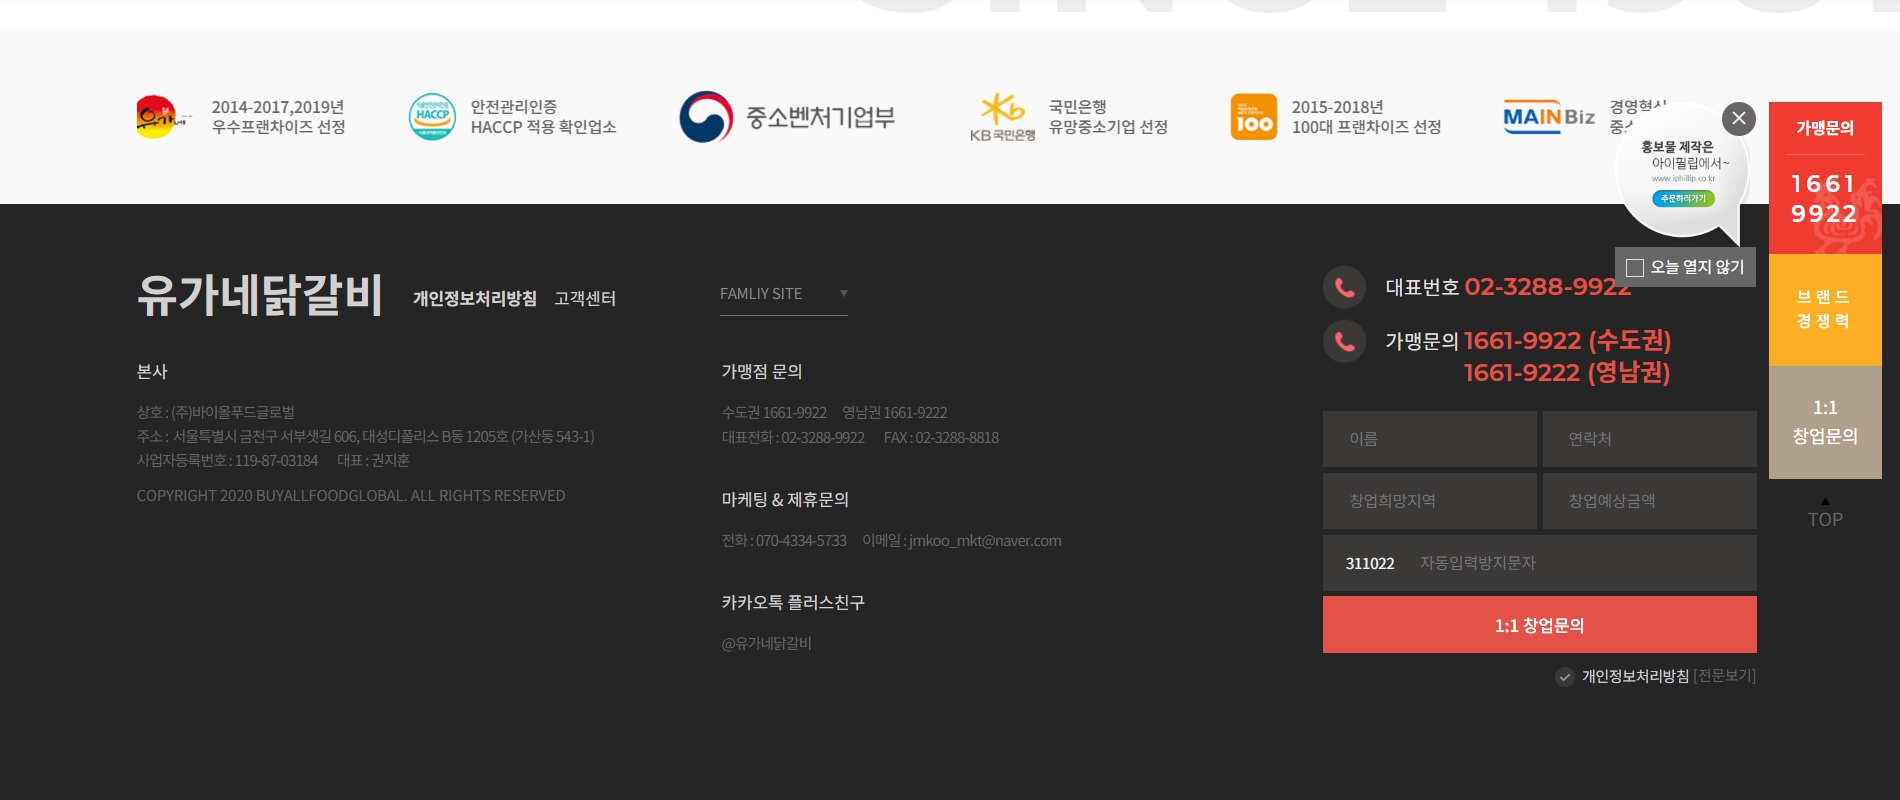 2014-2017,2019년
우수프랜차이즈 선정
HACCP
안전관리인증
HACCP 적용 확인업소
중소벤처기업부
KB국민은행
국민은행
유망중소기업 선정
100
2015-2018년
100대 프랜차이즈 선정
MAINBiz
경영혁신
홍보물 제작은
아이필립에서~
www.iphillip.co.kr
주문하러가기
오늘 열지 않기
가맹문의
1661
9922
브랜드
경쟁력
1:1
창업문의
TOP
유가네닭갈비
개인정보처리방침 고객센터
FAMLIY SITE
본사
상호 : (주)바이올푸드글로벌
주소 : 서울특별시 금천구 서부샛길 606, 대성디폴리스 B동 1205호 (가산동 543-1)
사업자등록번호 : 119-87-03184 대표 : 권지훈
COPYRIGHT 2020 BUYALLFOODGLOBAL. ALL RIGHTS RESERVED
가맹점 문의
수도권 1661-9922 영남권 1661-9222
대표전화 : 02-3288-9922 FAX : 02-3288-8818
마케팅 & 제휴문의
전화 : 070-4334-5733 이메일 : jmkoo_mkt@naver.com
카카오톡 플러스친구
@유가네닭갈비
대표번호 02-3288-9922
가맹문의 1661-9922 (수도권)
1661-9222 (영남권)
이름
연락처
창업희망지역
창업예상금액
311022 자동입력방지문자
1:1 창업문의
개인정보처리방침 [전문보기]